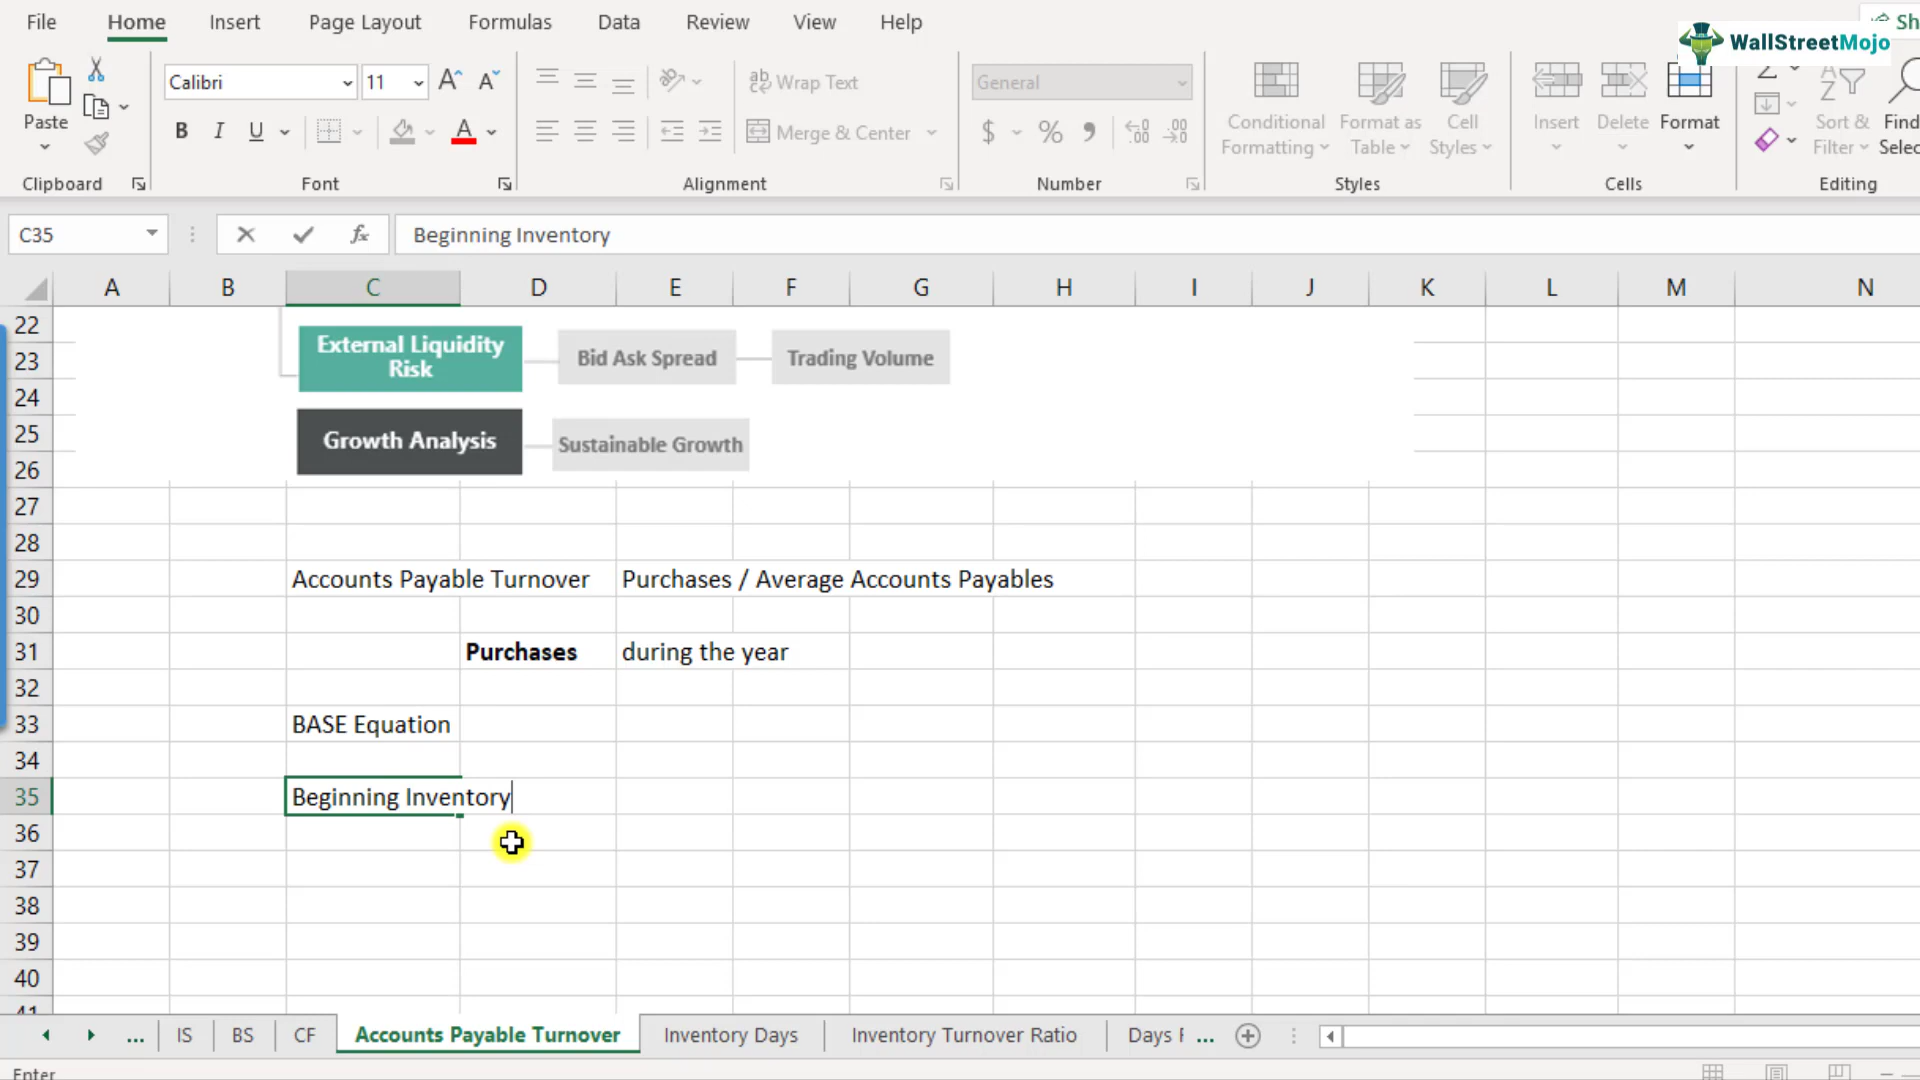 File Home Insert Page Layout Formulas Data Review View Help Sh
WallStreetMojo
Calibri 11 Wrap Text General
Paste B I U Merge & Center $ % 9 Conditional Formatting Format as Table Cell Styles Insert Delete Format Sort & Filter Find
Clipboard Font Alignment Number Styles Cells Editing
C35 fx Beginning Inventory
A B C D E F G H I J K L M N
22 External Liquidity
23 Risk Bid Ask Spread Trading Volume
24
25 Growth Analysis Sustainable Growth
26
27
28
29 Accounts Payable Turnover Purchases / Average Accounts Payables
30
31 Purchases during the year
32
33 BASE Equation
34
35 Beginning Inventory
36
37
38
39
40
41
... IS BS CF Accounts Payable Turnover Inventory Days Inventory Turnover Ratio Days ...
Enter